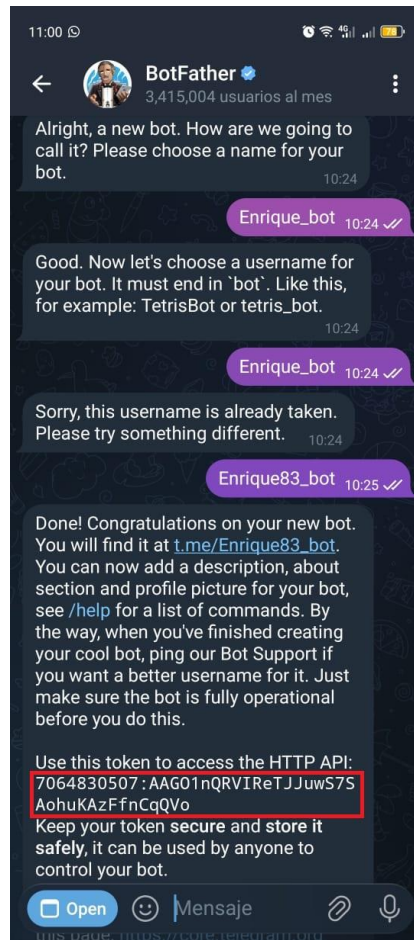 11:00
4G
78
BotFather
3,415,004 usuarios al mes
Alright, a new bot. How are we going to
call it? Please choose a name for your
bot.
10:24
Enrique_bot 10:24
Good. Now let's choose a username for
your bot. It must end in `bot`. Like this,
for example: TetrisBot or tetris_bot.
10:24
Enrique_bot 10:24
Sorry, this username is already taken.
Please try something different. 10:24
Enrique83_bot 10:25
Done! Congratulations on your new bot.
You will find it at t.me/Enrique83_bot.
You can now add a description, about
section and profile picture for your bot,
see /help for a list of commands. By
the way, when you've finished creating
your cool bot, ping our Bot Support if
you want a better username for it. Just
make sure the bot is fully operational
before you do this.
Use this token to access the HTTP API:
7064830507:AAGO1nQRVIReTJJuwS7S
AohuKAzFfnCqQVo
Keep your token secure and store it
safely, it can be used by anyone to
control your bot.
Open
Mensaje
this page: https://core.telegram.org